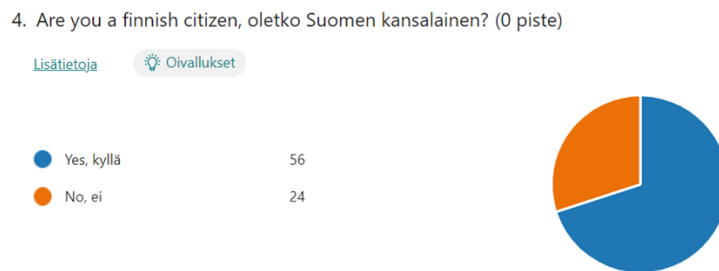 4. Are you a finnish citizen, oletko Suomen kansalainen? (0 piste)
Lisätietoja Oivallukset
Yes, kyllä 56
No, ei 24